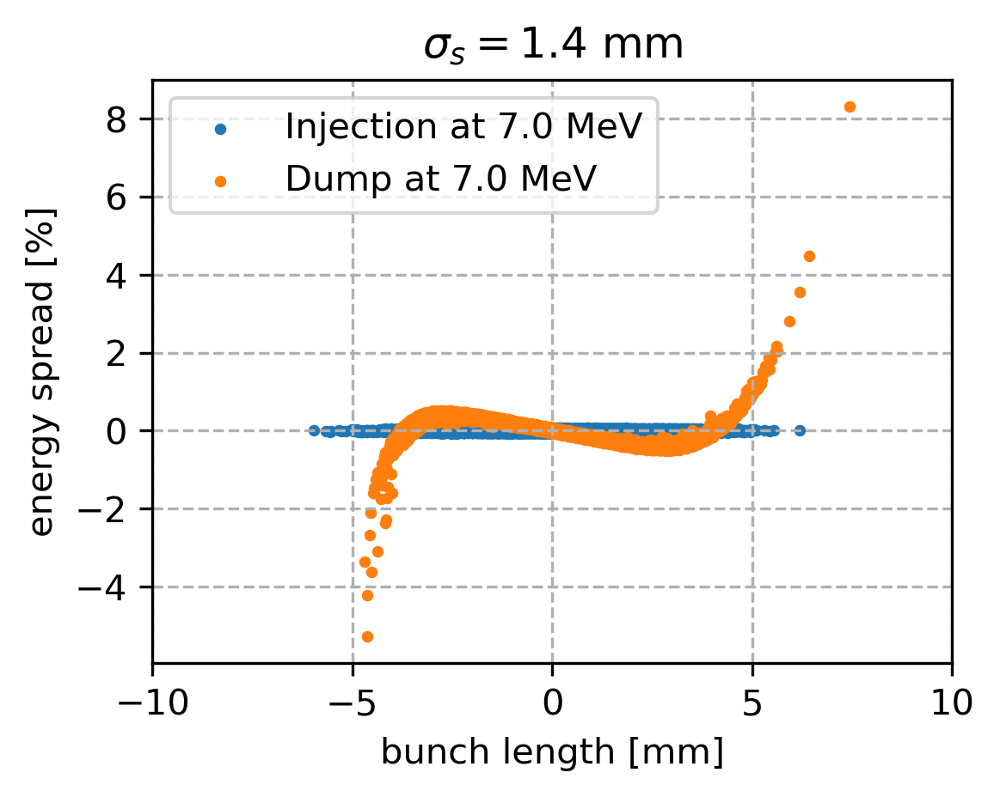 σₛ = 1.4 mm
Injection at 7.0 MeV
Dump at 7.0 MeV
energy spread [%]
8
6
4
2
0
−2
−4
−10 −5 0 5 10
bunch length [mm]